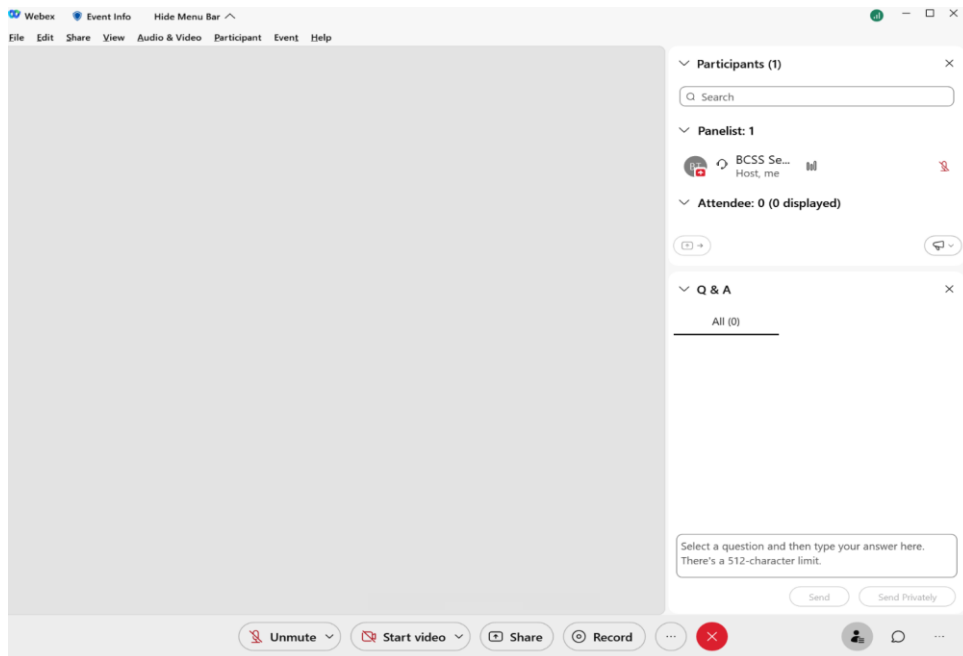 Webex Event Info Hide Menu Bar
File Edit Share View Audio & Video Participant Event Help
Participants (1)
Search
Panelist: 1
BCSS Se...
Host, me
Attendee: 0 (0 displayed)
Q & A
All (0)
Select a question and then type your answer here.
There's a 512-character limit.
Send Send Privately
Unmute Start video Share Record